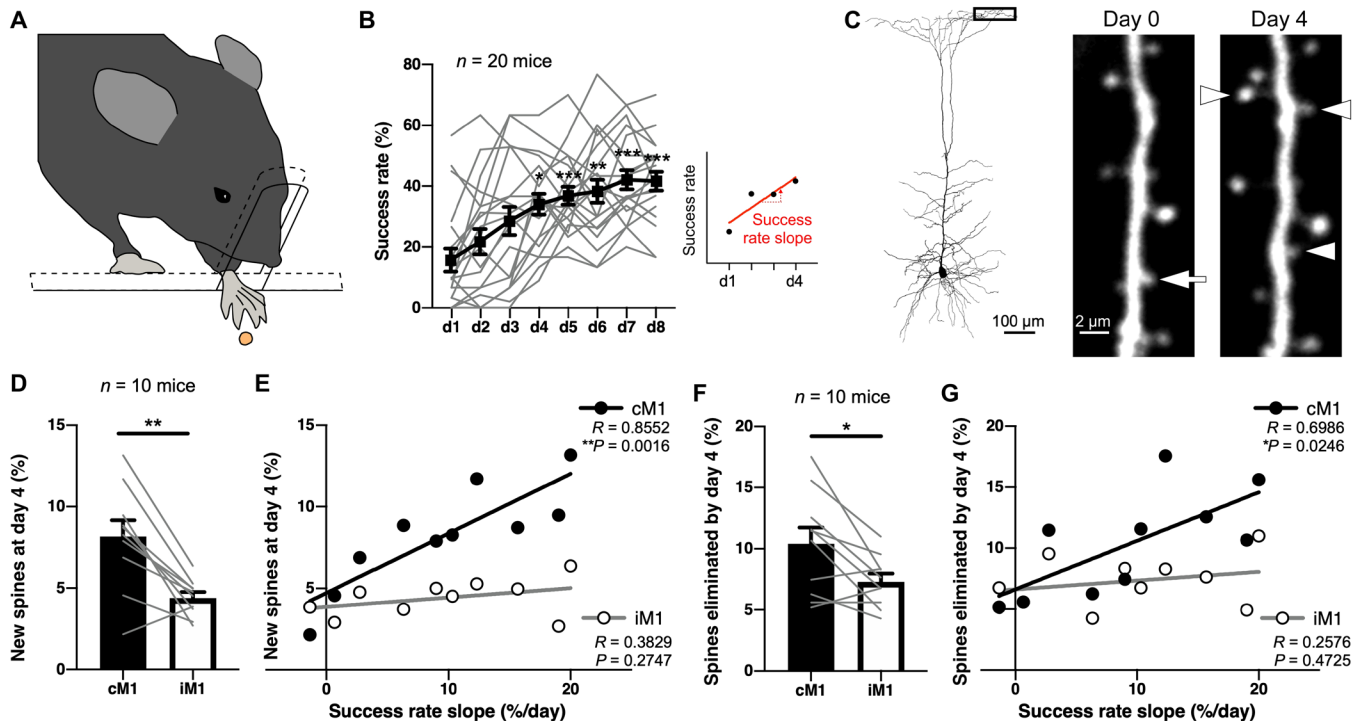 A
B
n = 20 mice
Success rate (%)
80
60
40
20
0
* *** ** *** ***
d1 d2 d3 d4 d5 d6 d7 d8
Success rate
Success
rate slope
d1 d4
C
100 µm
Day 0
Day 4
2 µm
D
n = 10 mice
New spines at day 4 (%)
15
10
5
0
**
cM1 iM1
E
New spines at day 4 (%)
15
10
5
0
cM1
R = 0.8552
**P = 0.0016
iM1
R = 0.3829
P = 0.2747
0 10 20
Success rate slope (%/day)
F
n = 10 mice
Spines eliminated by day 4 (%)
20
15
10
5
0
*
cM1 iM1
G
Spines eliminated by day 4 (%)
20
15
10
5
cM1
R = 0.6986
*P = 0.0246
iM1
R = 0.2576
P = 0.4725
0 10 20
Success rate slope (%/day)